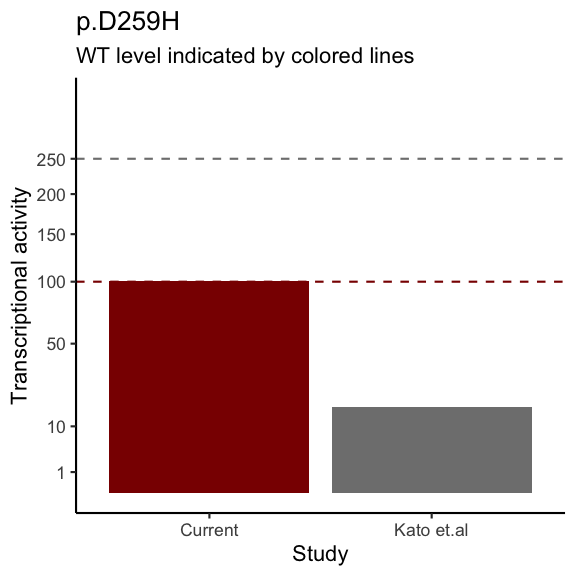 p.D259H
WT level indicated by colored lines
Transcriptional activity
250
200
150
100
50
10
1
Current
Kato et.al
Study